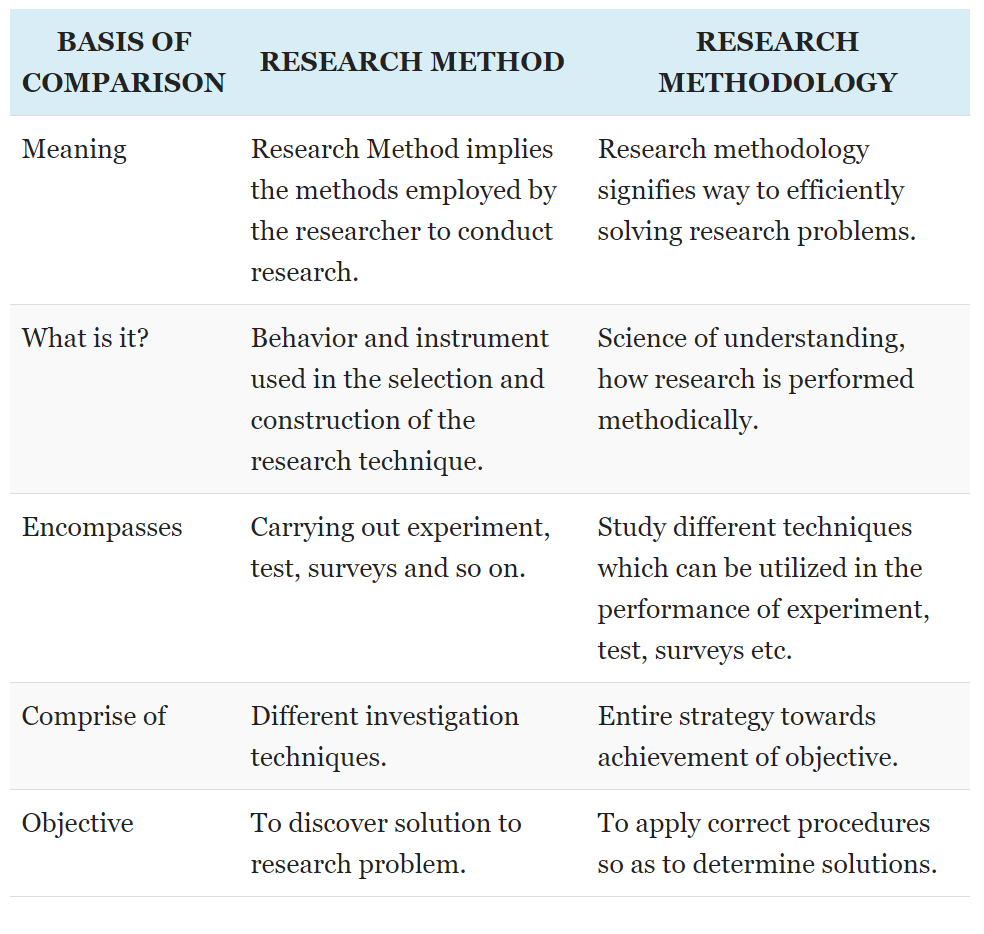 BASIS OF
COMPARISON
RESEARCH METHOD
RESEARCH
METHODOLOGY
Meaning
Research Method implies
the methods employed by
the researcher to conduct
research.
Research methodology
signifies way to efficiently
solving research problems.
What is it?
Behavior and instrument
used in the selection and
construction of the
research technique.
Science of understanding,
how research is performed
methodically.
Encompasses
Carrying out experiment,
test, surveys and so on.
Study different techniques
which can be utilized in the
performance of experiment,
test, surveys etc.
Comprise of
Different investigation
techniques.
Entire strategy towards
achievement of objective.
Objective
To discover solution to
research problem.
To apply correct procedures
so as to determine solutions.